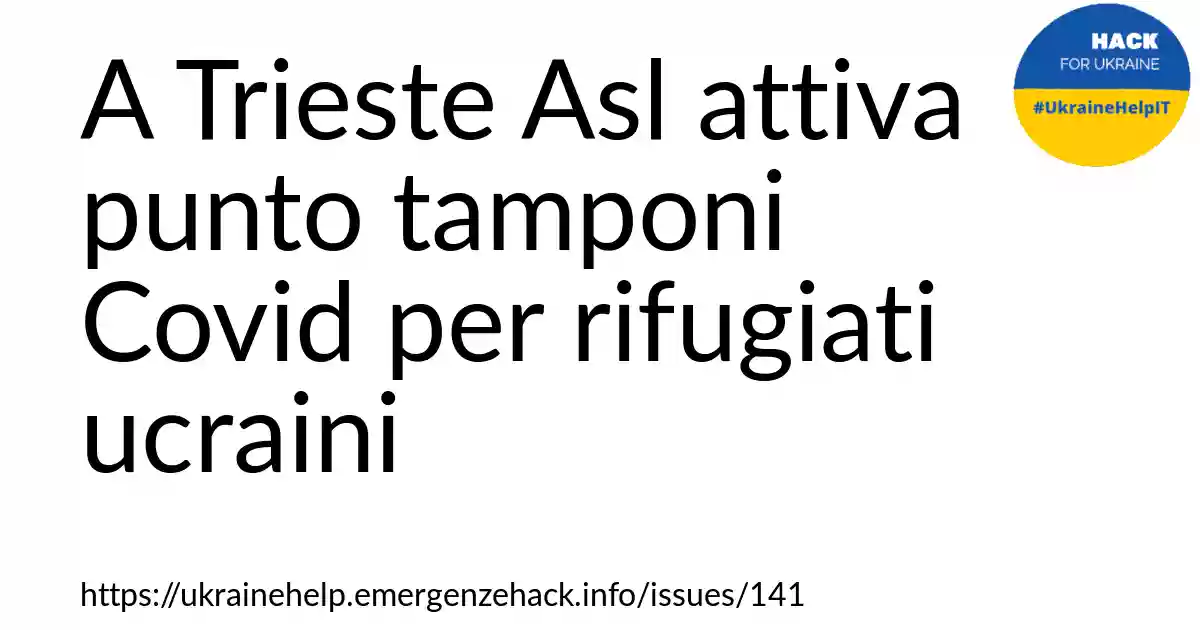 A Trieste Asl attiva
punto tamponi
Covid per rifugiati
ucraini
HACK
FOR UKRAINE
#UkraineHelpIT
https://ukrainehelp.emergenzehack.info/issues/141